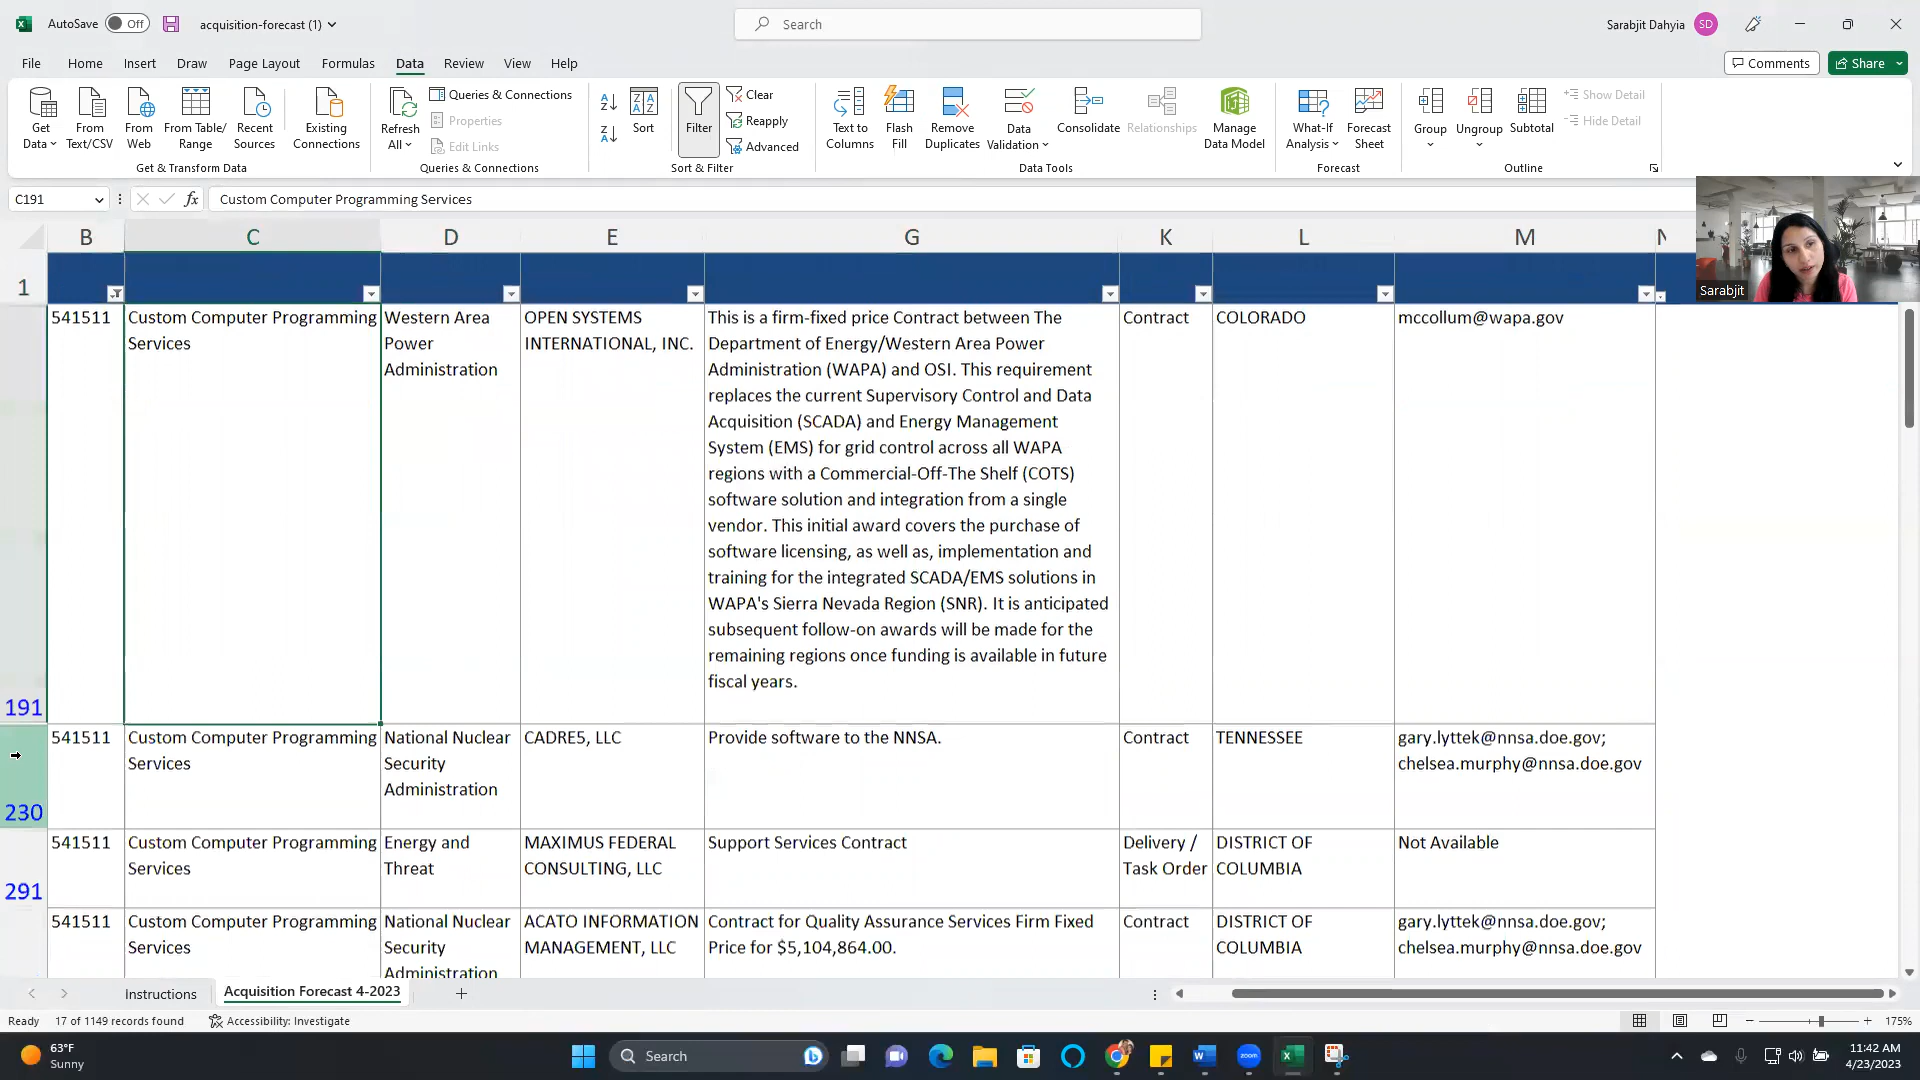 AutoSave Off acquisition-forecast (1) Search Sarabjit Dahyia SD
File Home Insert Draw Page Layout Formulas Data Review View Help Comments Share
Get Data
From Text/CSV
From Web
From Table/ Range
Recent Sources
Existing Connections
Get & Transform Data
Refresh All
Queries & Connections
Properties
Edit Links
Queries & Connections
Sort
Filter
Clear
Reapply
Advanced
Sort & Filter
Text to Columns
Flash Fill
Remove Duplicates
Data Validation
Consolidate
Relationships
Manage Data Model
Data Tools
What-If Analysis
Forecast Sheet
Forecast
Group
Ungroup
Subtotal
Show Detail
Hide Detail
Outline
C191 fx Custom Computer Programming Services
Sarabjit
B C D E G K L M N
1
191
541511
Custom Computer Programming
Services
Western Area
Power
Administration
OPEN SYSTEMS
INTERNATIONAL, INC.
This is a firm-fixed price Contract between The
Department of Energy/Western Area Power
Administration (WAPA) and OSI. This requirement
replaces the current Supervisory Control and Data
Acquisition (SCADA) and Energy Management
System (EMS) for grid control across all WAPA
regions with a Commercial-Off-The Shelf (COTS)
software solution and integration from a single
vendor. This initial award covers the purchase of
software licensing, as well as, implementation and
training for the integrated SCADA/EMS solutions in
WAPA's Sierra Nevada Region (SNR). It is anticipated
subsequent follow-on awards will be made for the
remaining regions once funding is available in future
fiscal years.
Contract
COLORADO
mccollum@wapa.gov
230
541511
Custom Computer Programming
Services
National Nuclear
Security
Administration
CADRE5, LLC
Provide software to the NNSA.
Contract
TENNESSEE
gary.lyttek@nnsa.doe.gov;
chelsea.murphy@nnsa.doe.gov
291
541511
Custom Computer Programming
Services
Energy and
Threat
MAXIMUS FEDERAL
CONSULTING, LLC
Support Services Contract
Delivery /
Task Order
DISTRICT OF
COLUMBIA
Not Available
541511
Custom Computer Programming
Services
National Nuclear
Security
Administration
ACATO INFORMATION
MANAGEMENT, LLC
Contract for Quality Assurance Services Firm Fixed
Price for $5,104,864.00.
Contract
DISTRICT OF
COLUMBIA
gary.lyttek@nnsa.doe.gov;
chelsea.murphy@nnsa.doe.gov
Instructions Acquisition Forecast 4-2023
Ready 17 of 1149 records found Accessibility: Investigate 175%
63°F
Sunny
Search
zoom
11:42 AM
4/23/2023